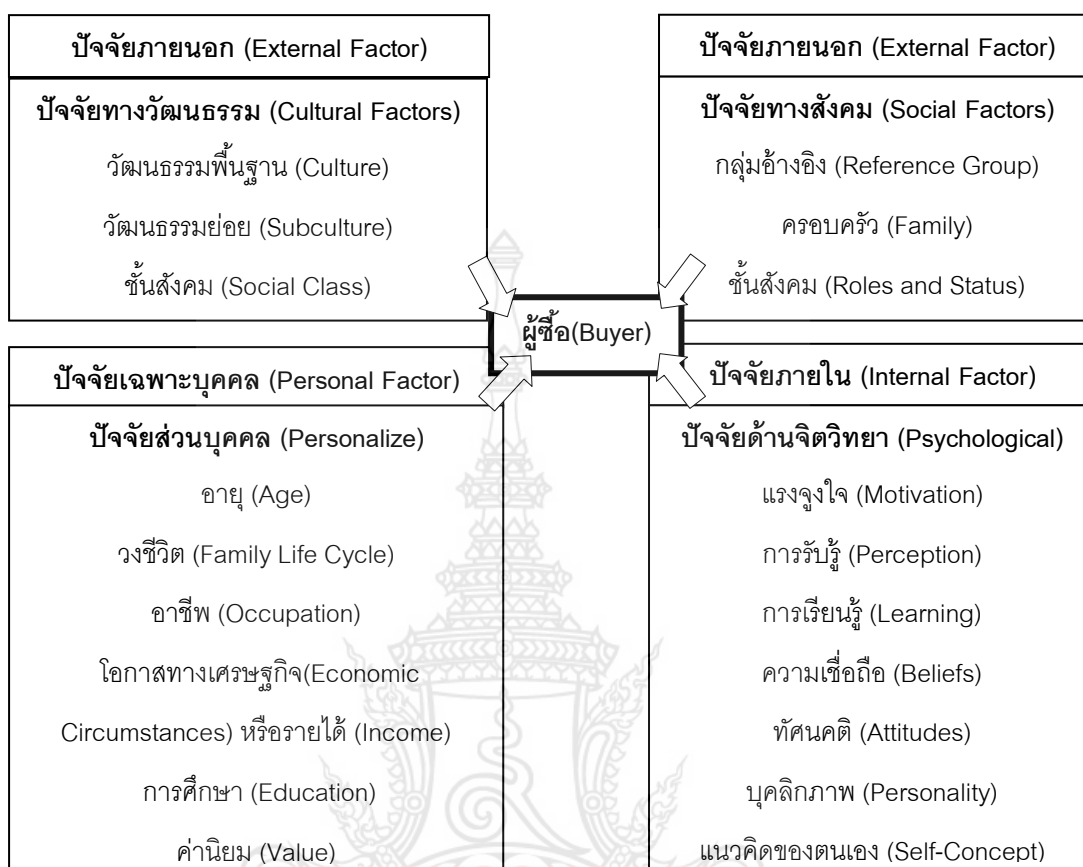 ปัจจัยภายนอก (External Factor)
ปัจจัยทางวัฒนธรรม (Cultural Factors)
วัฒนธรรมพื้นฐาน (Culture)
วัฒนธรรมย่อย (Subculture)
ชั้นสังคม (Social Class)
ปัจจัยภายนอก (External Factor)
ปัจจัยทางสังคม (Social Factors)
กลุ่มอ้างอิง (Reference Group)
ครอบครัว (Family)
ชั้นสังคม (Roles and Status)
ผู้ซื้อ(Buyer)
ปัจจัยเฉพาะบุคคล (Personal Factor)
ปัจจัยส่วนบุคคล (Personalize)
อายุ (Age)
วงชีวิต (Family Life Cycle)
อาชีพ (Occupation)
โอกาสทางเศรษฐกิจ(Economic
Circumstances) หรือรายได้ (Income)
การศึกษา (Education)
ค่านิยม (Value)
ปัจจัยภายใน (Internal Factor)
ปัจจัยด้านจิตวิทยา (Psychological)
แรงจูงใจ (Motivation)
การรับรู้ (Perception)
การเรียนรู้ (Learning)
ความเชื่อถือ (Beliefs)
ทัศนคติ (Attitudes)
บุคลิกภาพ (Personality)
แนวคิดของตนเอง (Self-Concept)